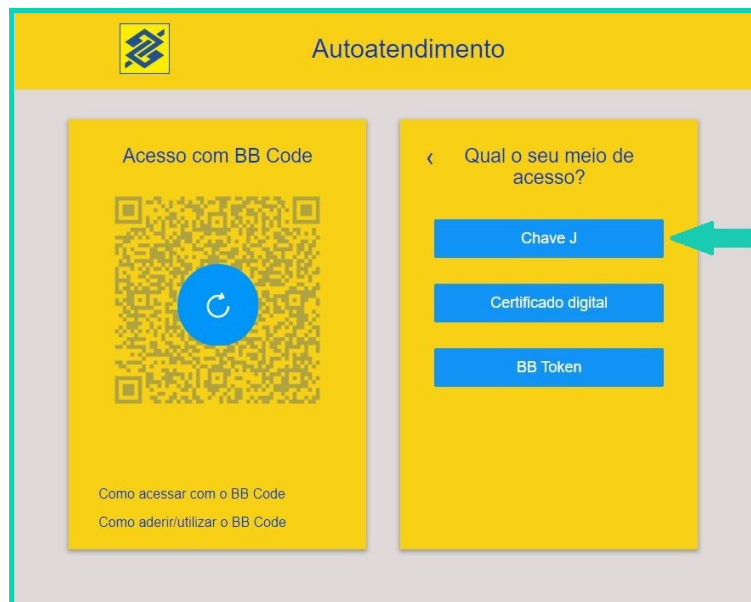 Autoatendimento
Acesso com BB Code
Como acessar com o BB Code
Como aderir/utilizar o BB Code
Qual o seu meio de
acesso?
Chave J
Certificado digital
BB Token